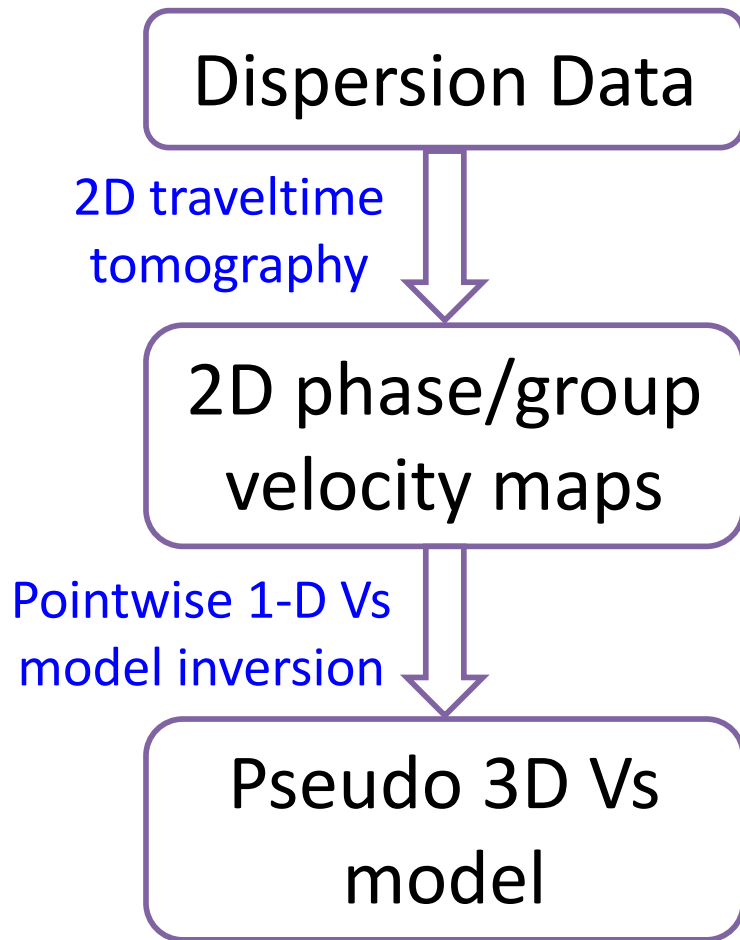 Dispersion Data
2D traveltime
tomography
2D phase/group
velocity maps
Pointwise 1-D Vs
model inversion
Pseudo 3D Vs
model